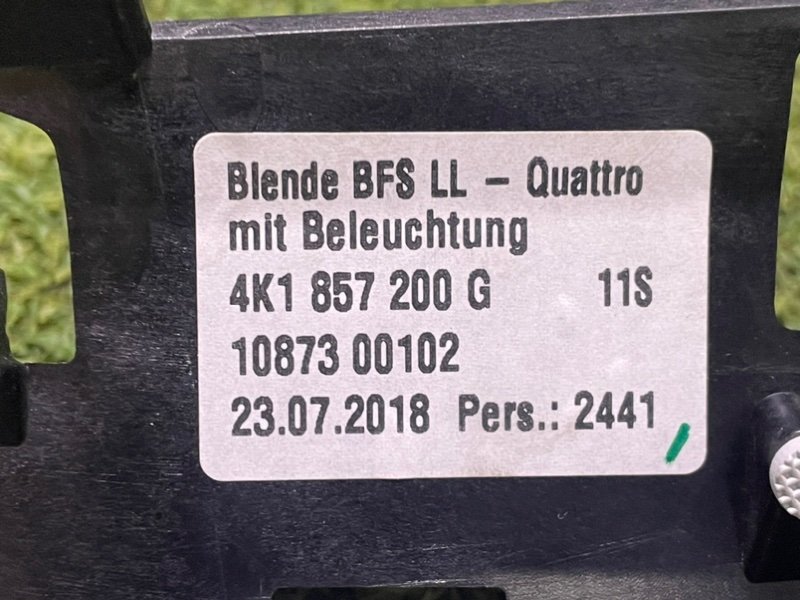 Blende BFS LL – Quattro
mit Beleuchtung
4K1 857 200 G 11S
10873 00102
23.07.2018 Pers.: 2441